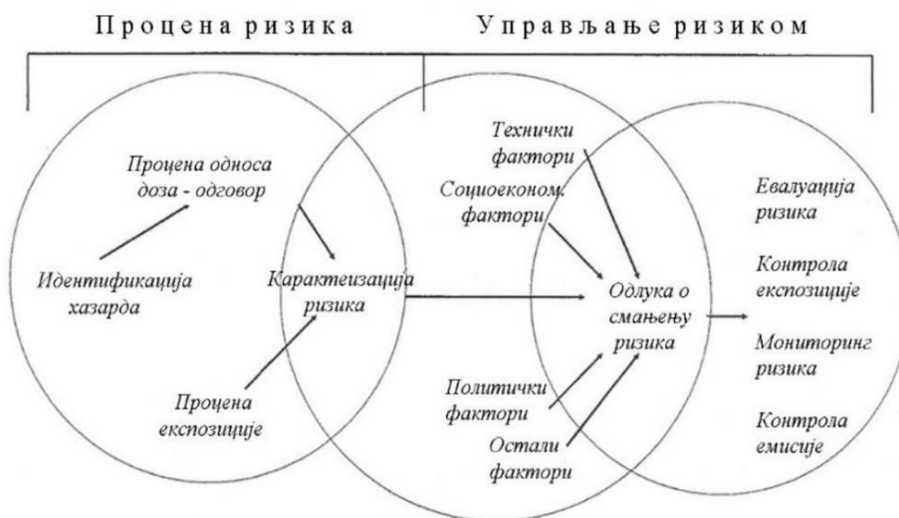 Процена ризика
Управљање ризиком
Процена односа
доза - одговор
Идентификација
хазарда
Карактеизација
ризика
Процена
експозиције
Технички
фактори
Социоеконом.
фактори
Одлука о
смањењу
ризика
Политички
фактори
Остали
фактори
Евалуација
ризика
Контрола
експозиције
Мониторинг
ризика
Контрола
емисије